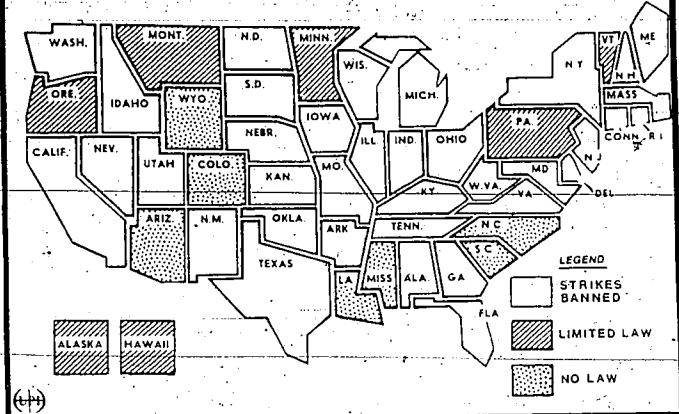 WASH.
MONT.
N.D.
MINN.
ME
VT
N H
N Y
MASS
CONN.
R I
ORE.
IDAHO
WYO.
S.D.
WIS.
MICH.
NEBR.
IOWA
PA.
N J
CALIF.
NEV.
UTAH
COLO.
KAN.
MO.
ILL
IND.
OHIO
W.VA.
MD
DEL
VA
KY
ARIZ.
N.M.
OKLA.
ARK
TENN.
N C
S C
TEXAS
LA
MISS
ALA.
GA
FLA
ALASKA
HAWAII
LEGEND
STRIKES
BANNED
LIMITED LAW
NO LAW
(UPI)